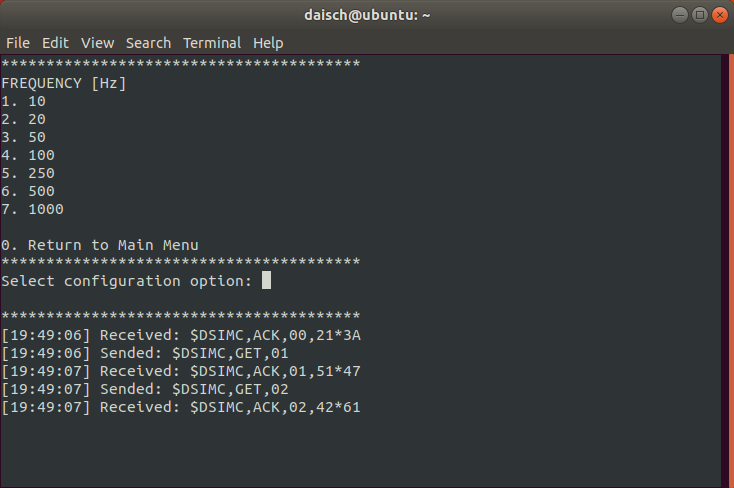 daisch@ubuntu: ~
File Edit View Search Terminal Help
****************************************
FREQUENCY [Hz]
1. 10
2. 20
3. 50
4. 100
5. 250
6. 500
7. 1000
0. Return to Main Menu
****************************************
Select configuration option:
****************************************
[19:49:06] Received: $DSIMC,ACK,00,21*3A
[19:49:06] Sended: $DSIMC,GET,01
[19:49:07] Received: $DSIMC,ACK,01,51*47
[19:49:07] Sended: $DSIMC,GET,02
[19:49:07] Received: $DSIMC,ACK,02,42*61